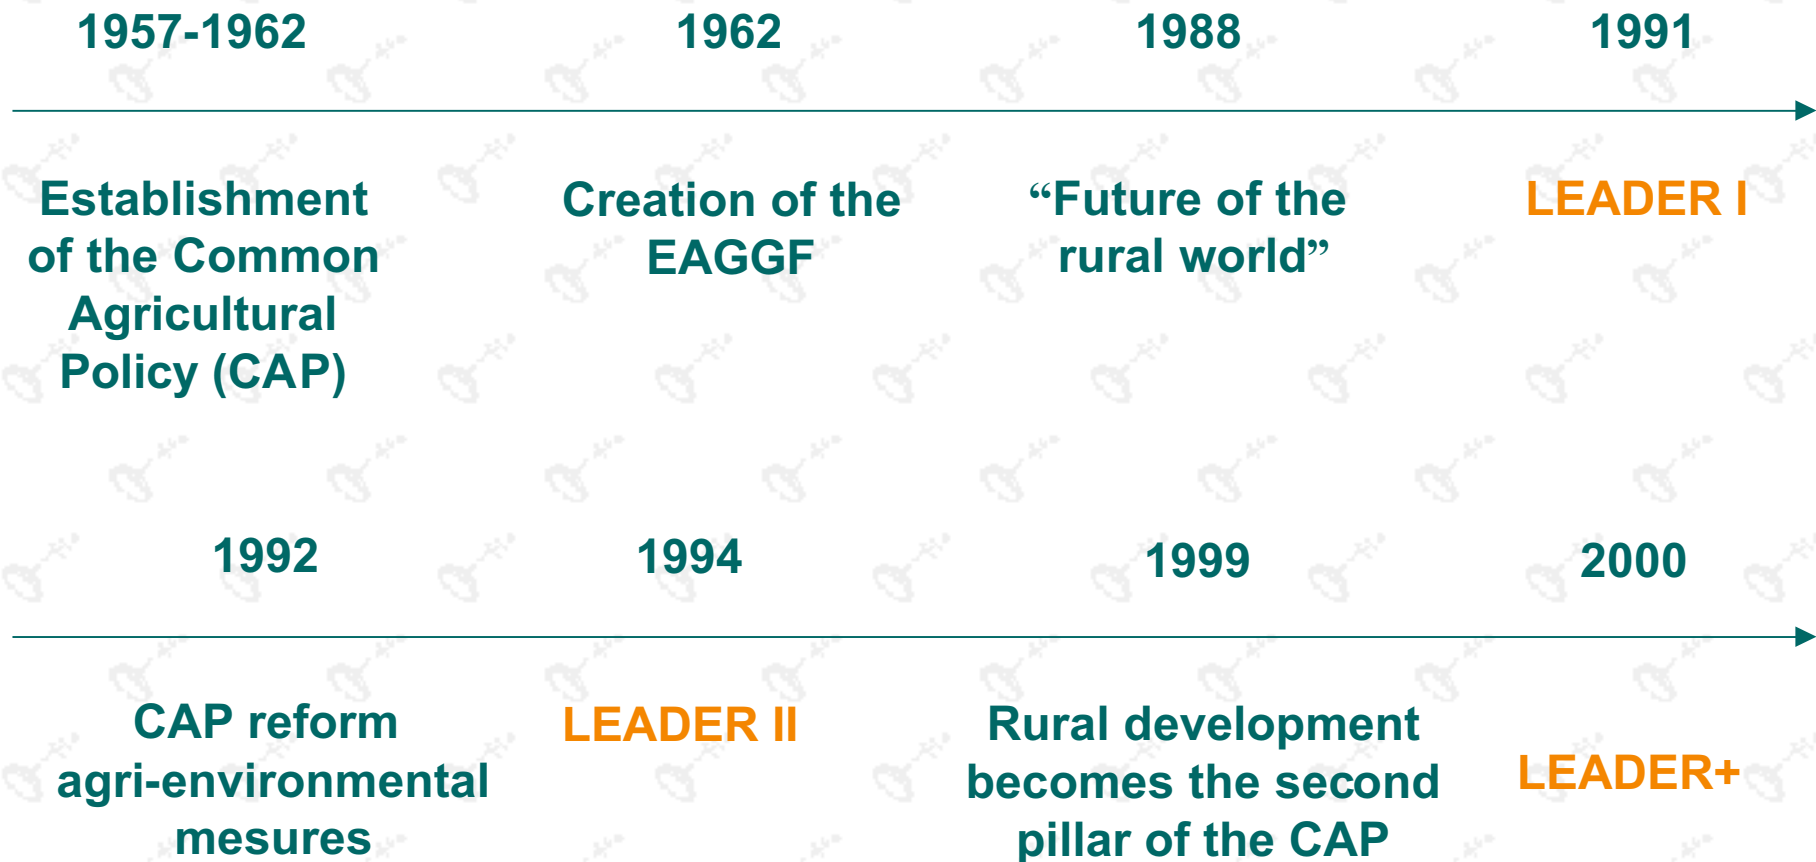 1957-1962 1962 1988 1991
Establishment
of the Common
Agricultural
Policy (CAP)
Creation of the
EAGGF
“Future of the
rural world”
LEADER I
1992 1994 1999 2000
CAP reform
agri-environmental
mesures
LEADER II
Rural development
becomes the second
pillar of the CAP
LEADER+